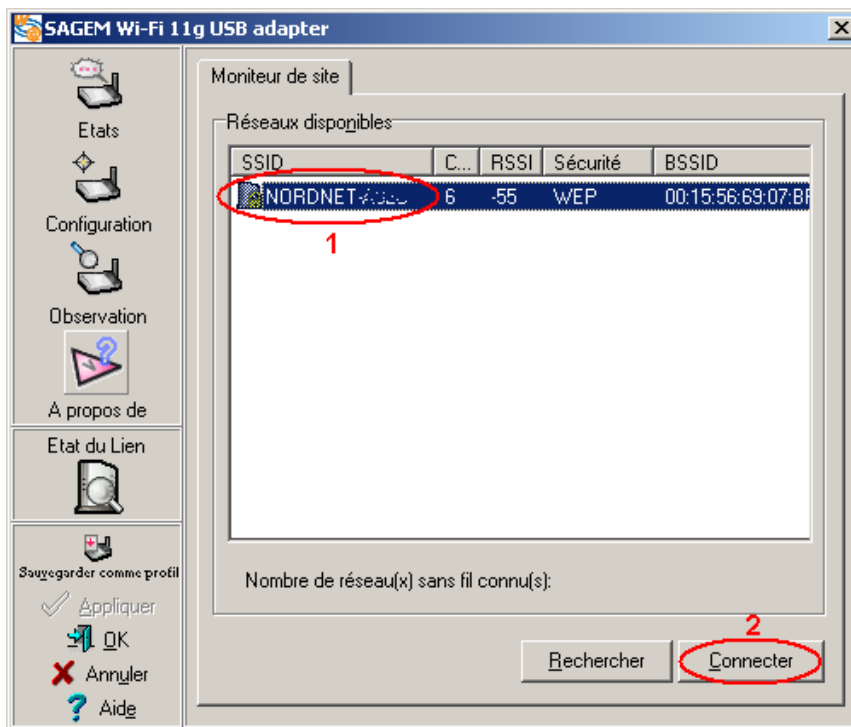 SAGEM Wi-Fi 11g USB adapter
Etats
Configuration
Observation
A propos de
Etat du Lien
Sauvegarder comme profil
Appliquer
OK
Annuler
Aide
Moniteur de site
Réseaux disponibles
SSID C... RSSI Sécurité BSSID
NORDNET- 6 -55 WEP 00:15:56:69:07:
1
Nombre de réseau(x) sans fil connu(s):
2
Rechercher Connecter